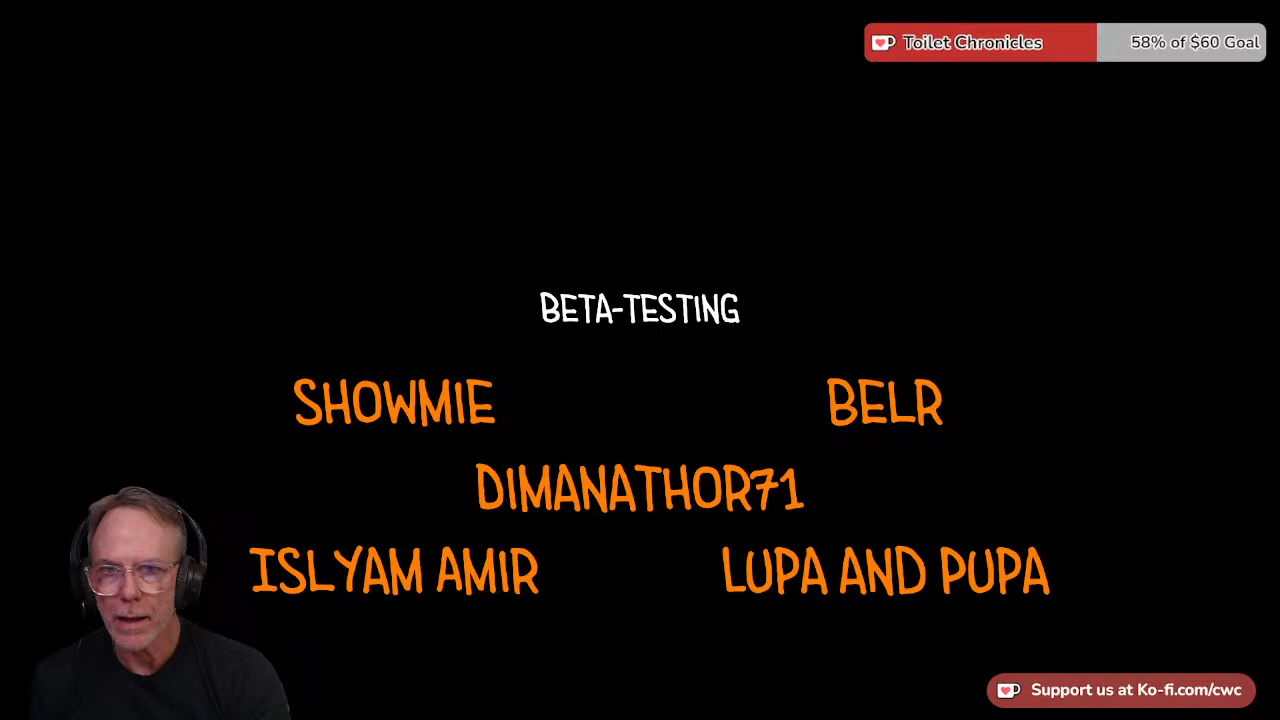 Toilet Chronicles 58% of $60 Goal
BETA-TESTING
SHOWMIE BELR
DIMANATHOR71
ISLYAM AMIR LUPA AND PUPA
Support us at Ko-fi.com/cwc